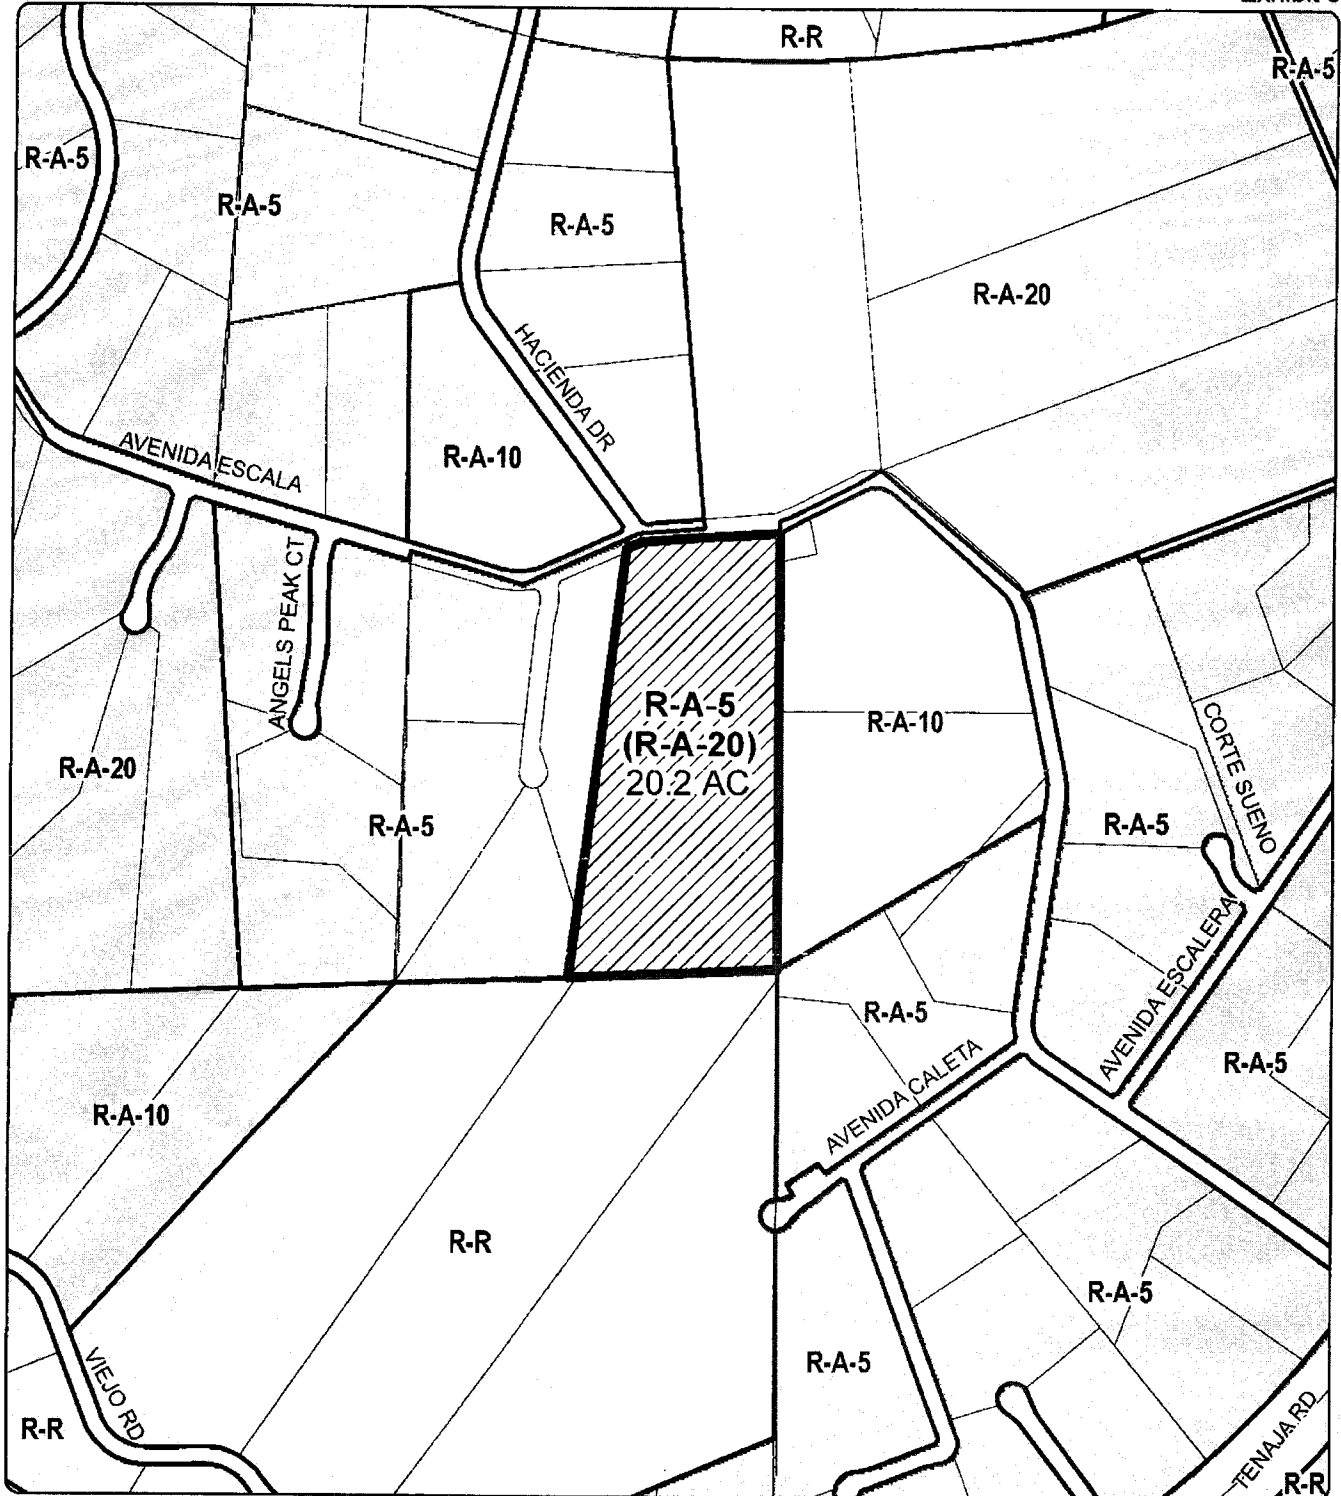 R-R
R-A-5
R-A-5
R-A-5
R-A-5
R-A-20
HACIENDA DR
AVENIDA ESCALA
R-A-10
ANGELS PEAK CT
R-A-5
(R-A-20)
20.2 AC
R-A-10
R-A-20
R-A-5
CORTE SUENO
R-A-5
AVENIDA ESCALERA
R-A-5
AVENIDA CALETA
R-A-5
R-A-10
R-R
R-A-5
R-A-5
VIEJO RD
R-R
TENAJA RD
R-R